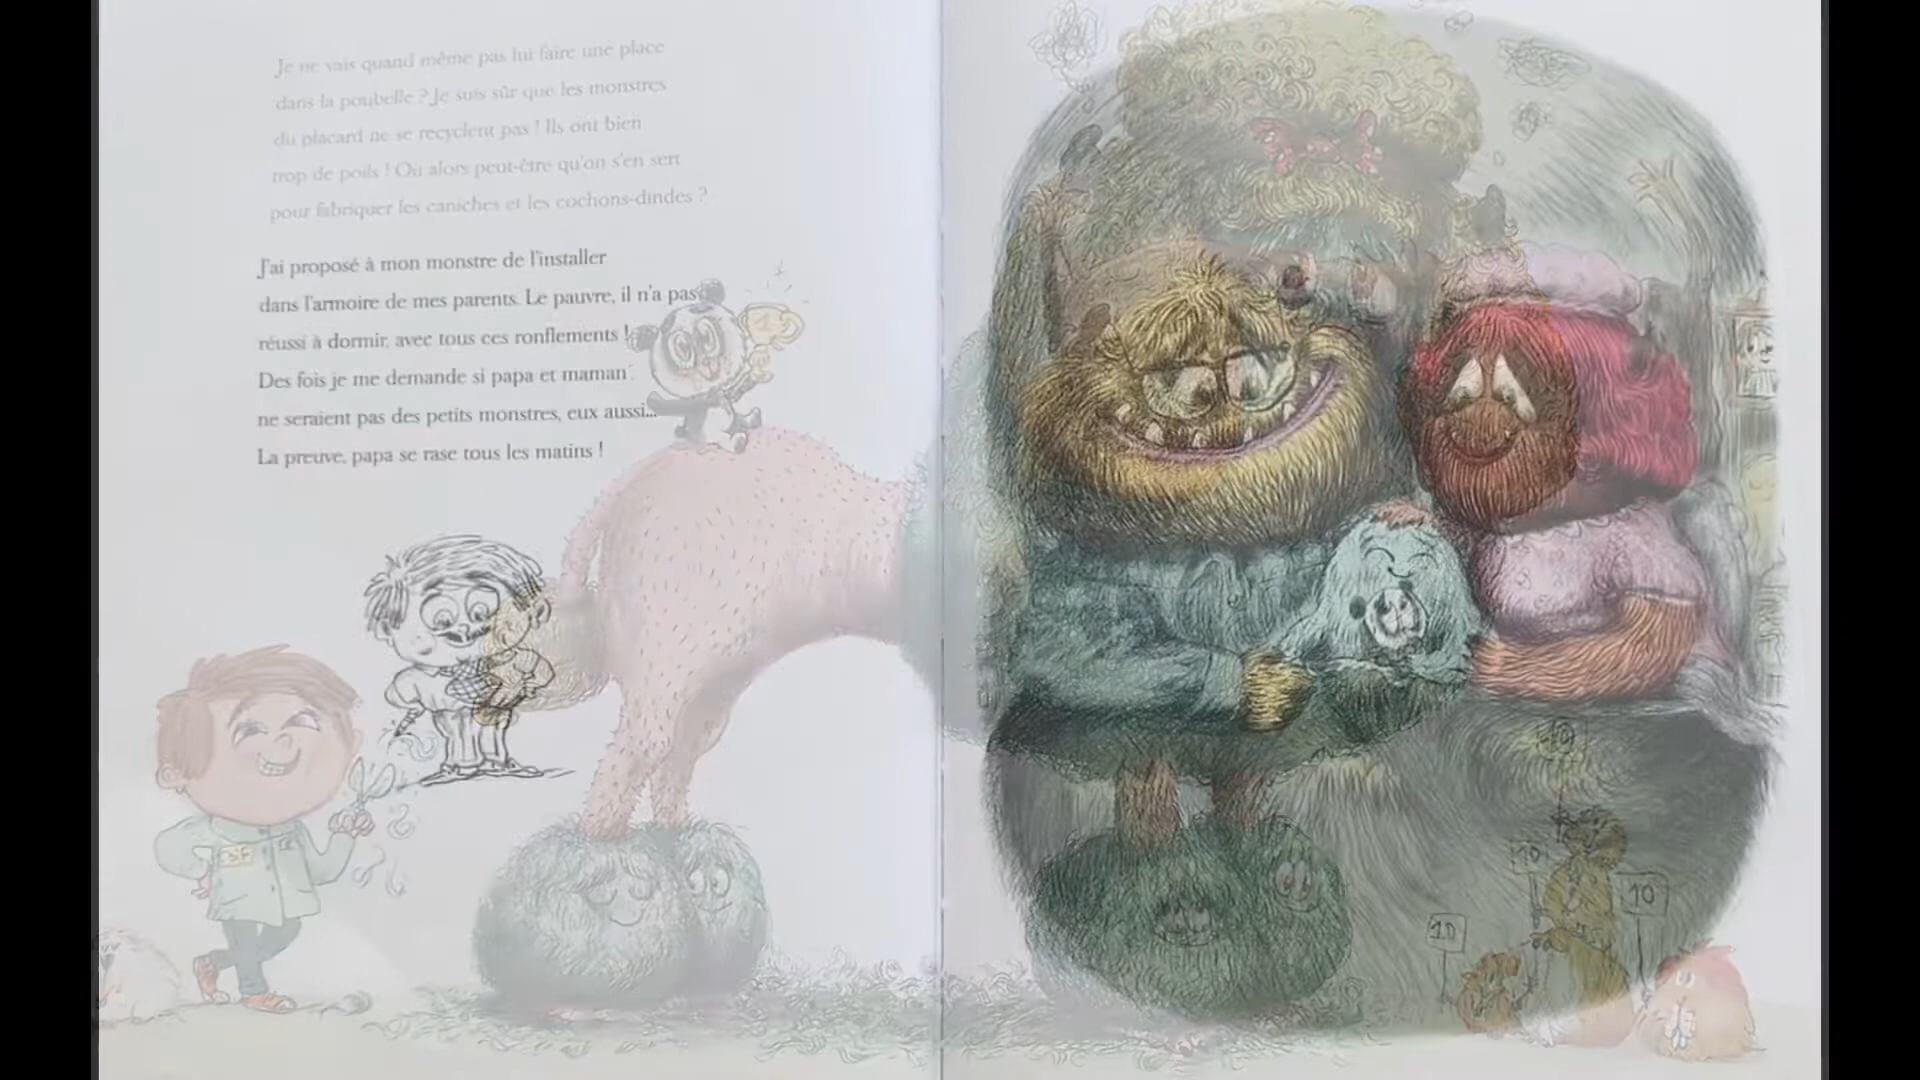 Je ne vais quand même pas lui faire une place
dans la poubelle ? Je suis sûr que les monstres
du placard ne se recyclent pas ! Ils ont bien
trop de poils ! Ou alors peut-être qu'on s'en sert
pour fabriquer les caniches et les cochons-dindes ?
J'ai proposé à mon monstre de l'installer
dans l'armoire de mes parents. Le pauvre, il n'a pas
réussi à dormir, avec tous ces ronflements !
Des fois je me demande si papa et maman
ne seraient pas des petits monstres, eux aussi...
La preuve, papa se rase tous les matins !
10
10
10
10